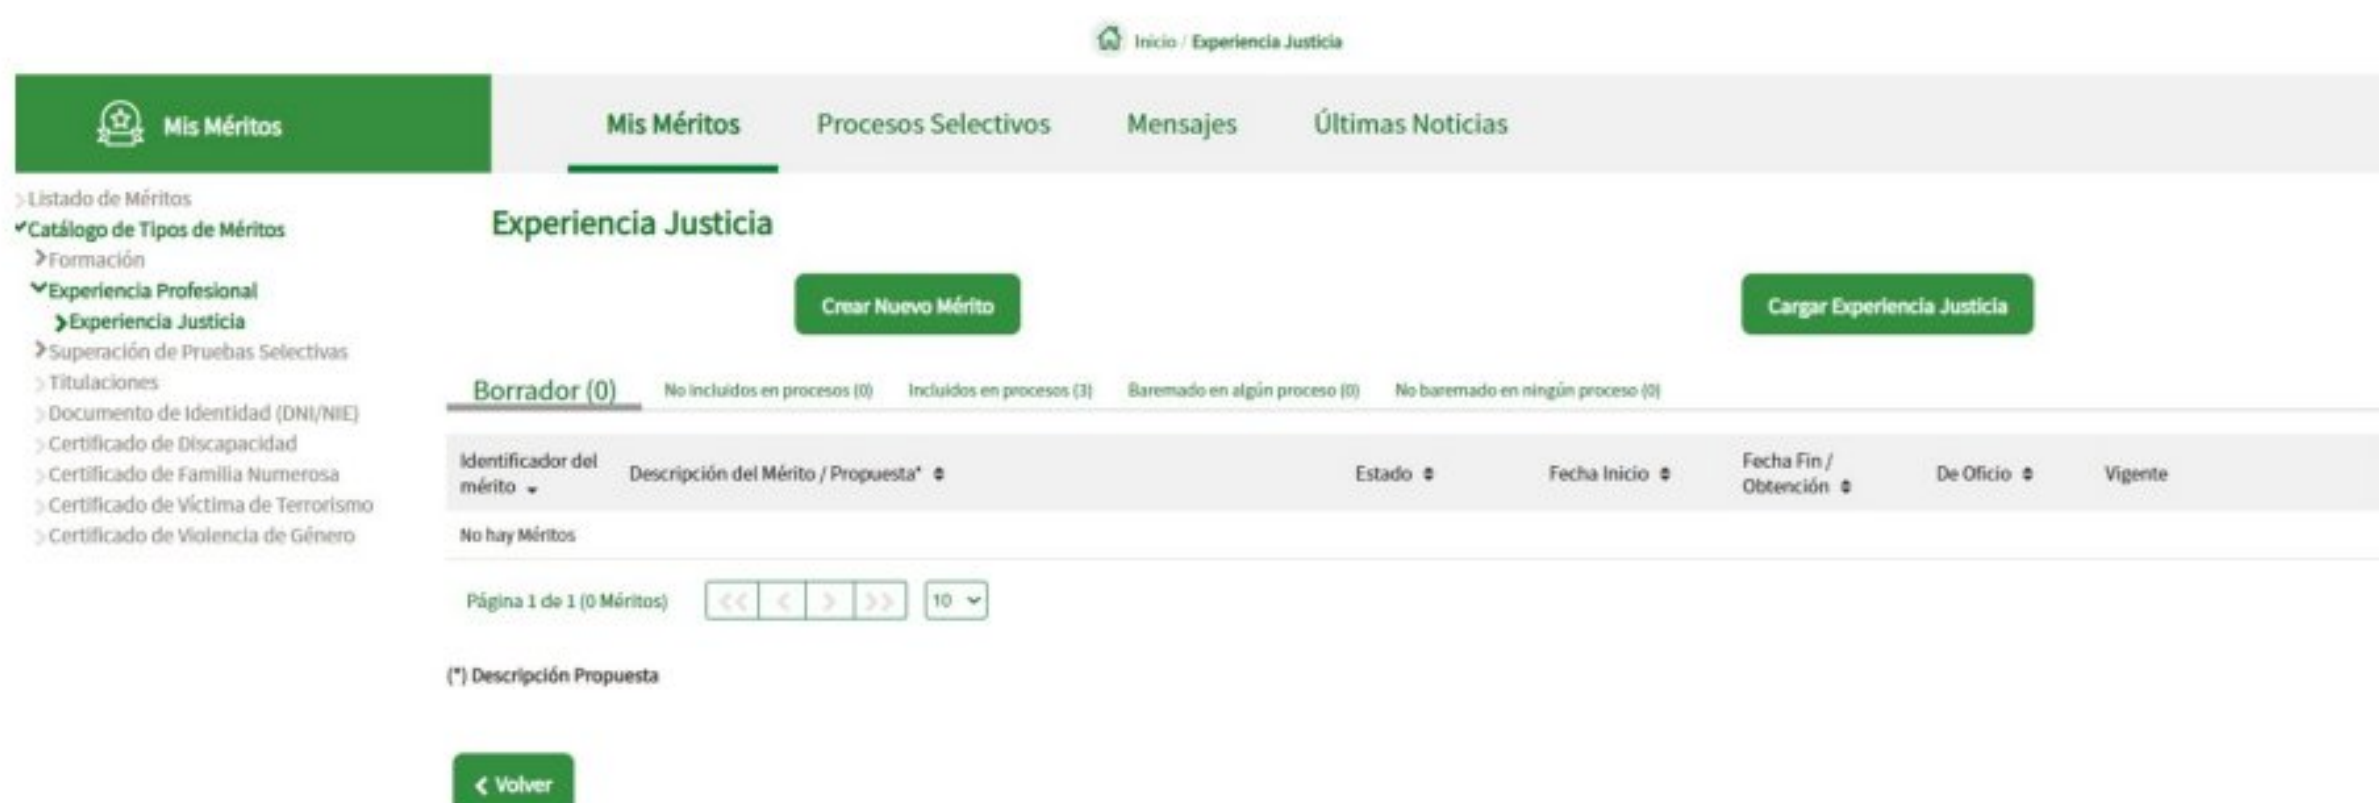 Inicio / Experiencia Justicia
Mis Méritos
Mis Méritos Procesos Selectivos Mensajes Últimas Noticias
Listado de Méritos
Catálogo de Tipos de Méritos
Formación
Experiencia Profesional
Experiencia Justicia
Superación de Pruebas Selectivas
Titulaciones
Documento de Identidad (DNI/NIE)
Certificado de Discapacidad
Certificado de Familia Numerosa
Certificado de Víctima de Terrorismo
Certificado de Violencia de Género
Experiencia Justicia
Crear Nuevo Mérito Cargar Experiencia Justicia
Borrador (0) No incluidos en procesos (0) Incluidos en procesos (3) Baremado en algún proceso (0) No baremado en ningún proceso (0)
Identificador del mérito Descripción del Mérito / Propuesta* Estado Fecha Inicio Fecha Fin / Obtención De Oficio Vigente
No hay Méritos
Página 1 de 1 (0 Méritos) << < > >> 10
(*) Descripción Propuesta
< Volver